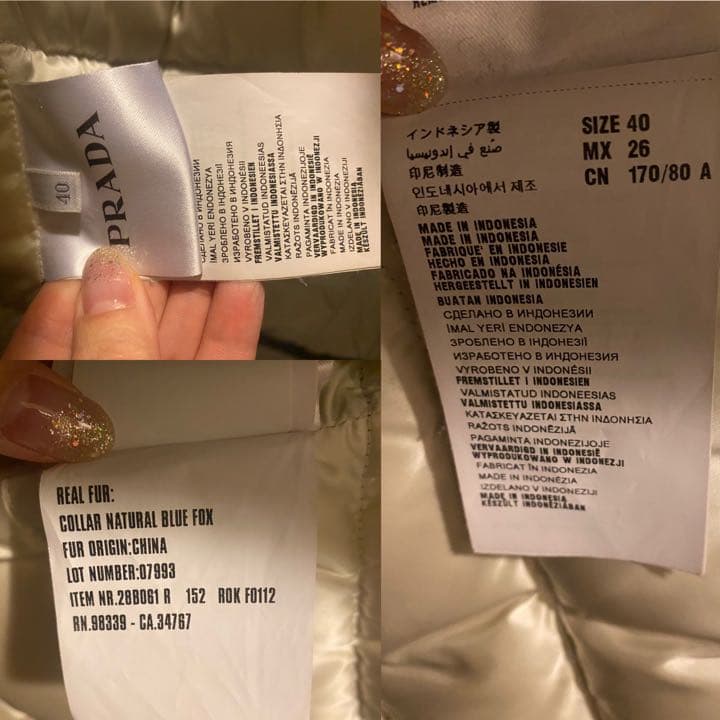 PRADA
40
СДЕЛАНО В ИНДОНЕЗИИ
IMAL YERI ENDONEZYA
ЗРОБЛЕНО В ІНДОНЕЗІЇ
ИЗРАБОТЕНО В ИНДОНЕЗИЯ
VYROBENO V INDONÉSII
FREMSTILLET I INDONESIEN
VALMISTATUD INDONEESIAS
VALMISTETTU INDONESIASSA
ΚΑΤΑΣΚΕΥΑΖΕΤΑΙ ΣΤΗΝ ΙΝΔΟΝΗΣΙΑ
RAŽOTS INDONĒZIJĀ
PAGAMINTA INDONEZIJOJE
VERVAARDIGD IN INDONESIË
WYPRODUKOWANO W INDONEZJI
FABRICAT ÎN INDONEZIA
MADE IN INDONEZIA
IZDELANO V INDONEZIJI
MADE IN INDONESIA
KÉSZÜLT INDONÉZIÁBAN
REAL FUR:
COLLAR NATURAL BLUE FOX
FUR ORIGIN:CHINA
LOT NUMBER:07993
ITEM NR.28B061 R 152 ROK F0112
RN.98339 - CA.34767
インドネシア製
صنع في إندونيسيا
印尼制造
인도네시아에서 제조
印尼製造
SIZE 40
MX 26
CN 170/80 A
MADE IN INDONESIA
MADE IN INDONESIA
FABRIQUE' EN INDONESIE
HECHO EN INDONESIA
FABRICADO NA INDONÉSIA
HERGESTELLT IN INDONESIEN
BUATAN INDONESIA
СДЕЛАНО В ИНДОНЕЗИИ
IMAL YERİ ENDONEZYA
ЗРОБЛЕНО В ІНДОНЕЗІЇ
ИЗРАБОТЕНО В ИНДОНЕЗИЯ
VYROBENO V INDONÉSII
FREMSTILLET I INDONESIEN
VALMISTATUD INDONEESIAS
VALMISTETTU INDONESIASSA
ΚΑΤΑΣΚΕΥΑΖΕΤΑΙ ΣΤΗΝ ΙΝΔΟΝΗΣΙΑ
RAŽOTS INDONĒZIJĀ
PAGAMINTA INDONEZIJOJE
VERVAARDIGD IN INDONESIË
WYPRODUKOWANO W INDONEZJI
FABRICAT ÎN INDONEZIA
MADE IN INDONEZIA
IZDELANO V INDONEZIJI
MADE IN INDONESIA
KÉSZÜLT INDONÉZIÁBAN